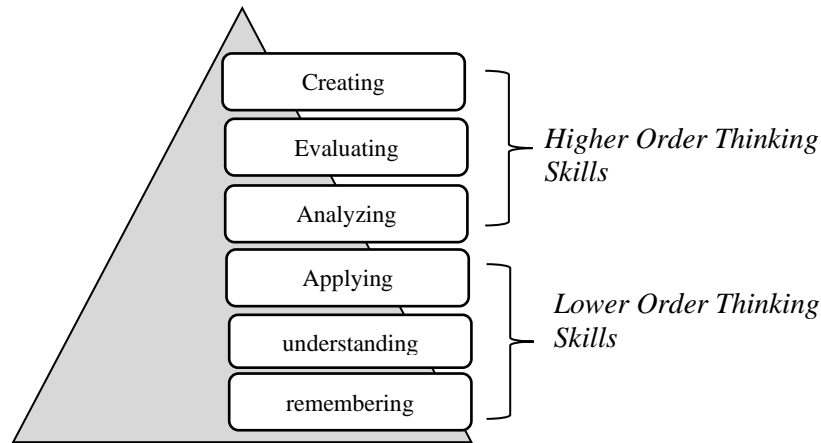 Creating
Evaluating
Analyzing
Higher Order Thinking
Skills
Applying
understanding
remembering
Lower Order Thinking
Skills